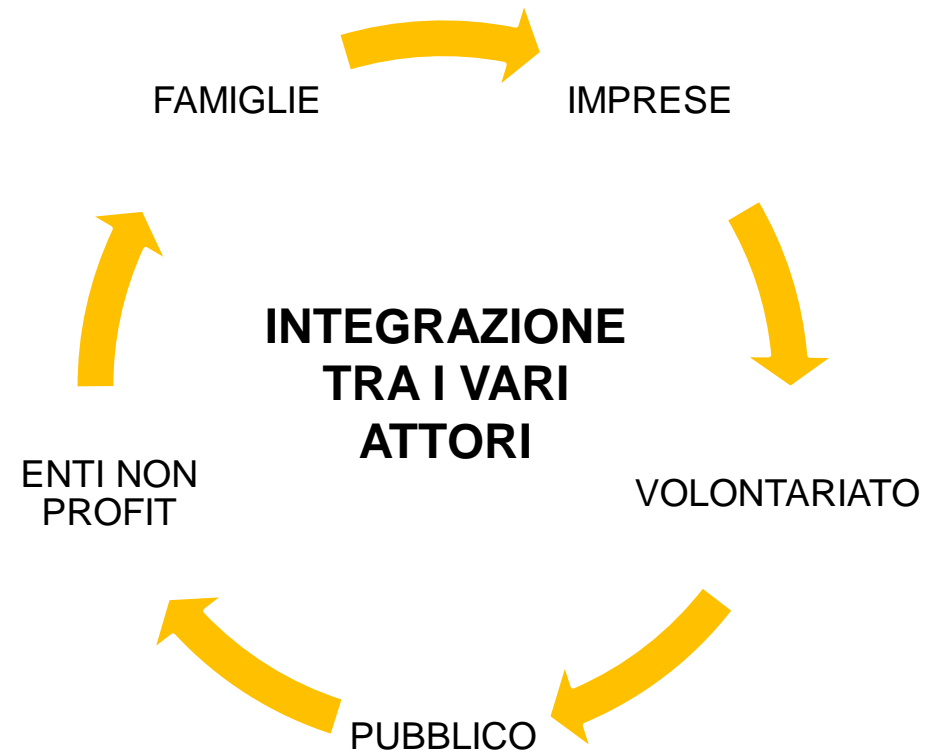 FAMIGLIE
IMPRESE
INTEGRAZIONE
TRA I VARI
ATTORI
ENTI NON
PROFIT
VOLONTARIATO
PUBBLICO